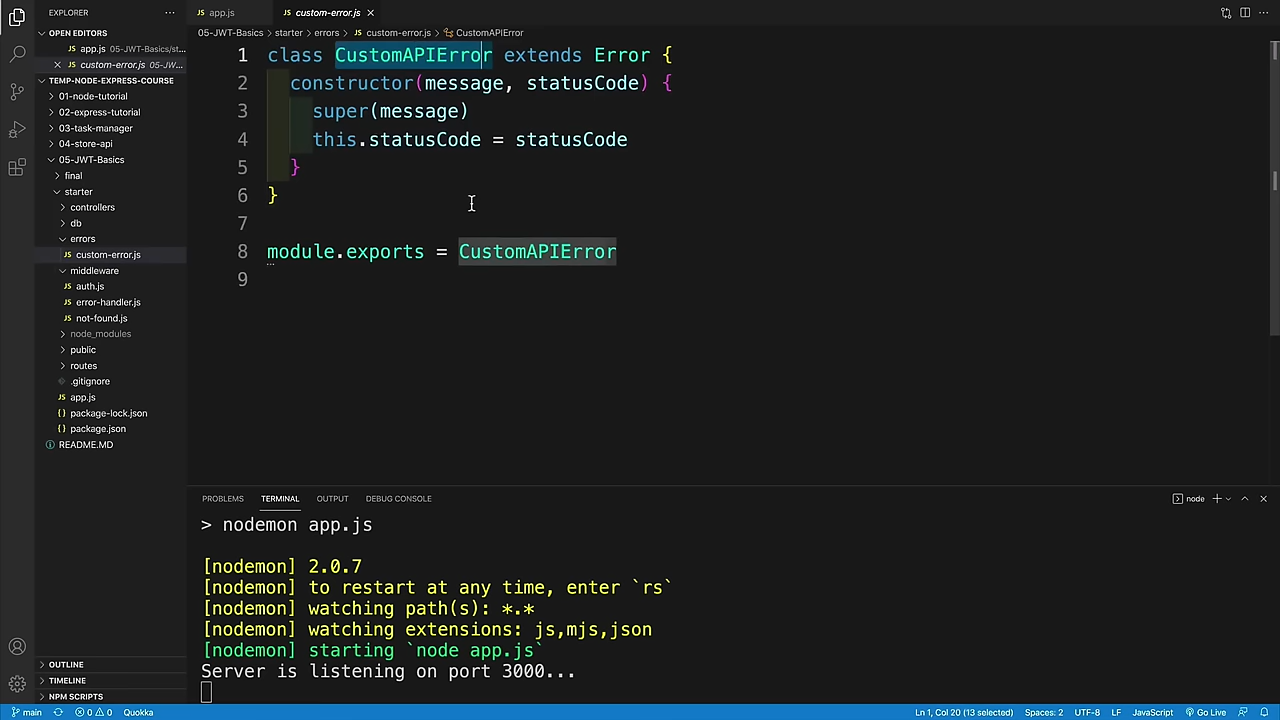 EXPLORER
OPEN EDITORS
app.js 05-JWT-Basics/st...
custom-error.js 05-JW...
TEMP-NODE-EXPRESS-COURSE
01-node-tutorial
02-express-tutorial
03-task-manager
04-store-api
05-JWT-Basics
final
starter
controllers
db
errors
JS custom-error.js
middleware
JS auth.js
JS error-handler.js
JS not-found.js
node_modules
public
routes
.gitignore
JS app.js
{} package-lock.json
{} package.json
README.MD
OUTLINE
TIMELINE
NPM SCRIPTS
JS app.js
JS custom-error.js
05-JWT-Basics > starter > errors > JS custom-error.js > CustomAPIError
1 class CustomAPIError extends Error {
2 constructor(message, statusCode) {
3 super(message)
4 this.statusCode = statusCode
5 }
6 }
7
8 module.exports = CustomAPIError
9
PROBLEMS TERMINAL OUTPUT DEBUG CONSOLE
node
> nodemon app.js
[nodemon] 2.0.7
[nodemon] to restart at any time, enter `rs`
[nodemon] watching path(s): *.*
[nodemon] watching extensions: js,mjs,json
[nodemon] starting `node app.js`
Server is listening on port 3000...
main 0 0 Quokka Ln 1, Col 20 (13 selected) Spaces: 2 UTF-8 LF JavaScript Go Live